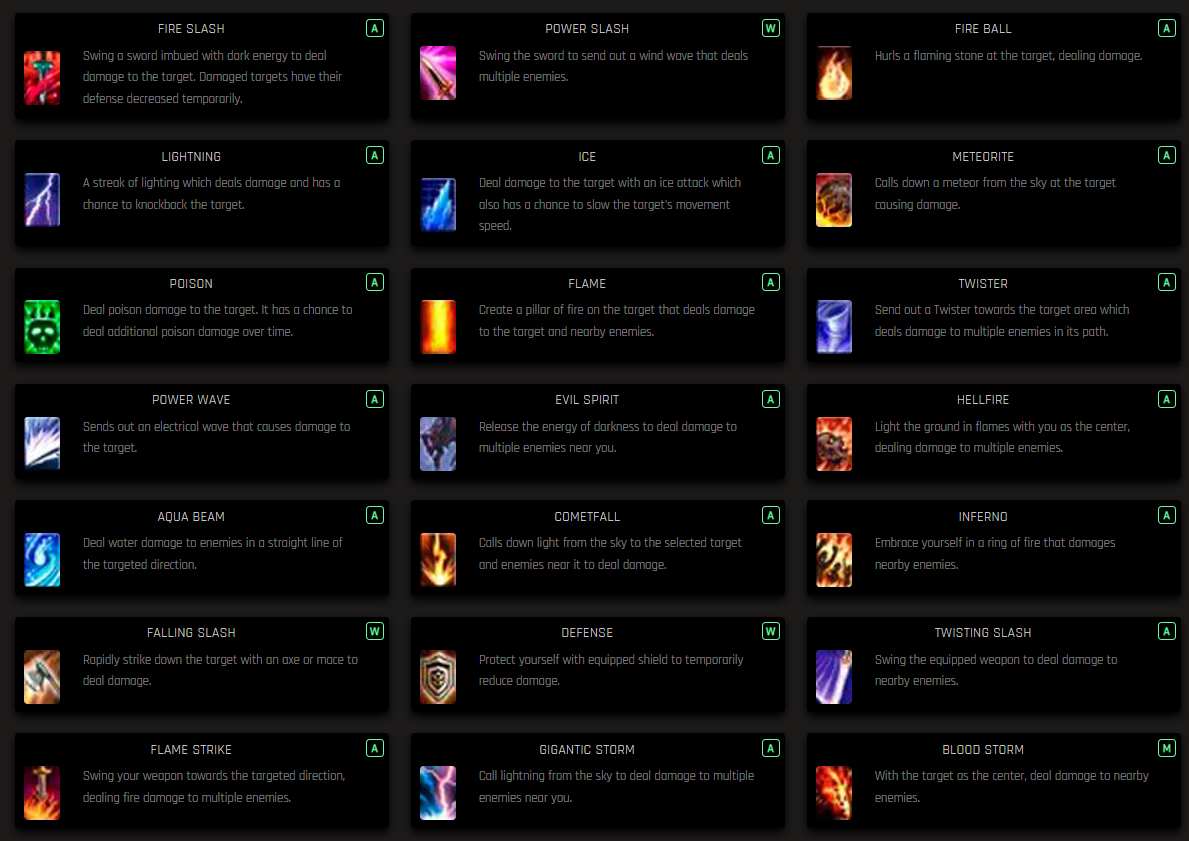 FIRE SLASH
A
Swing a sword imbued with dark energy to deal
damage to the target. Damaged targets have their
defense decreased temporarily.
POWER SLASH
W
Swing the sword to send out a wind wave that deals
multiple enemies.
FIRE BALL
A
Hurls a flaming stone at the target, dealing damage.
LIGHTNING
A
A streak of lighting which deals damage and has a
chance to knockback the target.
ICE
A
Deal damage to the target with an ice attack which
also has a chance to slow the target's movement
speed.
METEORITE
A
Calls down a meteor from the sky at the target
causing damage.
POISON
A
Deal poison damage to the target. It has a chance to
deal additional poison damage over time.
FLAME
A
Create a pillar of fire on the target that deals damage
to the target and nearby enemies.
TWISTER
A
Send out a Twister towards the target area which
deals damage to multiple enemies in its path.
POWER WAVE
A
Sends out an electrical wave that causes damage to
the target.
EVIL SPIRIT
A
Release the energy of darkness to deal damage to
multiple enemies near you.
HELLFIRE
A
Light the ground in flames with you as the center,
dealing damage to multiple enemies.
AQUA BEAM
A
Deal water damage to enemies in a straight line of
the targeted direction.
COMETFALL
A
Calls down light from the sky to the selected target
and enemies near it to deal damage.
INFERNO
A
Embrace yourself in a ring of fire that damages
nearby enemies.
FALLING SLASH
W
Rapidly strike down the target with an axe or mace to
deal damage.
DEFENSE
W
Protect yourself with equipped shield to temporarily
reduce damage.
TWISTING SLASH
A
Swing the equipped weapon to deal damage to
nearby enemies.
FLAME STRIKE
A
Swing your weapon towards the targeted direction,
dealing fire damage to multiple enemies.
GIGANTIC STORM
A
Call lightning from the sky to deal damage to multiple
enemies near you.
BLOOD STORM
M
With the target as the center, deal damage to nearby
enemies.